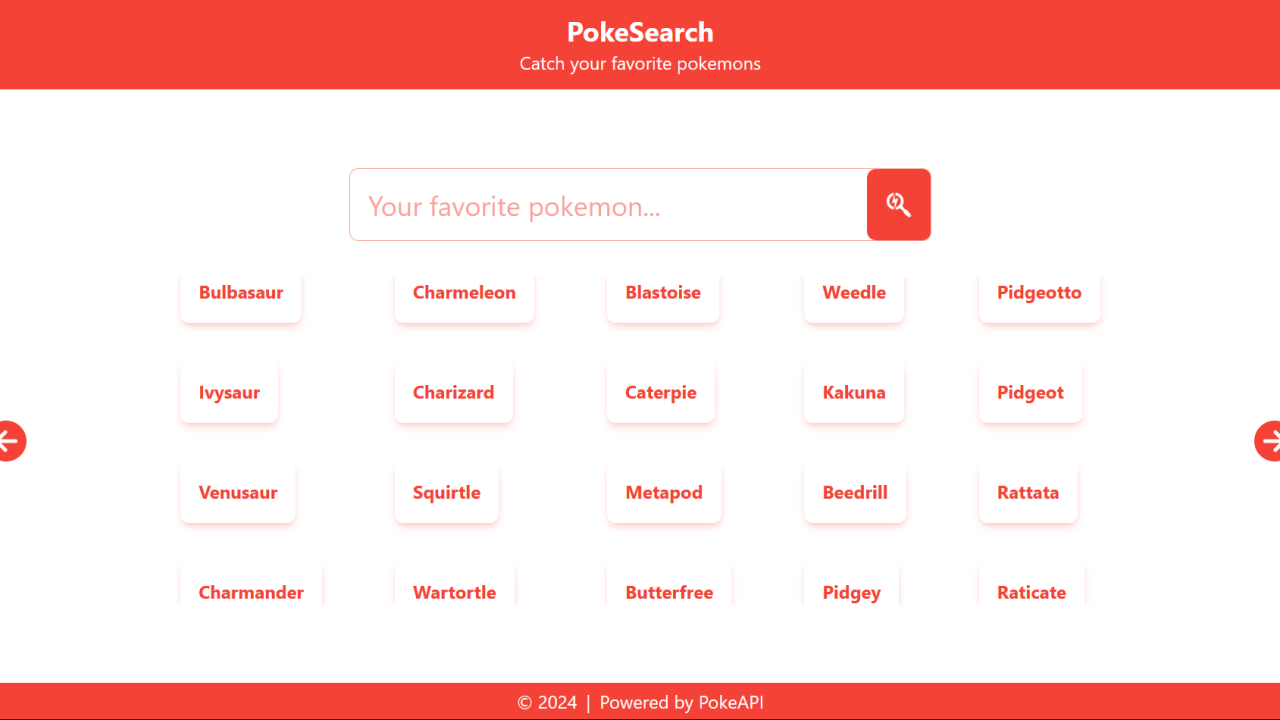 PokeSearch
Catch your favorite pokemons
Your favorite pokemon...
Bulbasaur Charmeleon Blastoise Weedle Pidgeotto
Ivysaur Charizard Caterpie Kakuna Pidgeot
Venusaur Squirtle Metapod Beedrill Rattata
Charmander Wartortle Butterfree Pidgey Raticate
© 2024 | Powered by PokeAPI